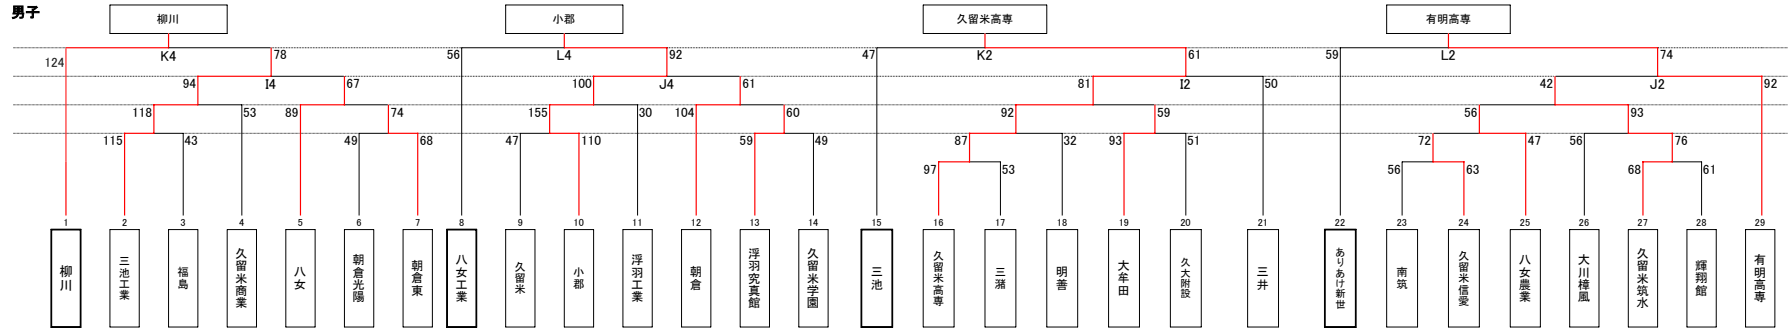 男子
柳川 小郡 久留米高専 有明高専
124 K4 78 56 L4 92 47 K2 61 59 L2 74
94 I4 67 100 J4 61 81 I2 50 42 J2 92
118 53 89 74 155 30 104 60 92 59 56 93
115 43 49 68 47 110 59 49 87 32 93 51 72 47 56 76
97 53 56 63 68 61
1 2 3 4 5 6 7 8 9 10 11 12 13 14 15 16 17 18 19 20 21 22 23 24 25 26 27 28 29
柳川
三池工業
福島
久留米商業
八女
朝倉光陽
朝倉東
八女工業
久留米
小郡
浮羽工業
朝倉
浮羽究真館
久留米学園
三池
久留米高専
三潴
明善
大牟田
久大附設
三井
ありあけ新世
南筑
久留米信愛
八女農業
大川樟風
久留米筑水
輝翔館
有明高専